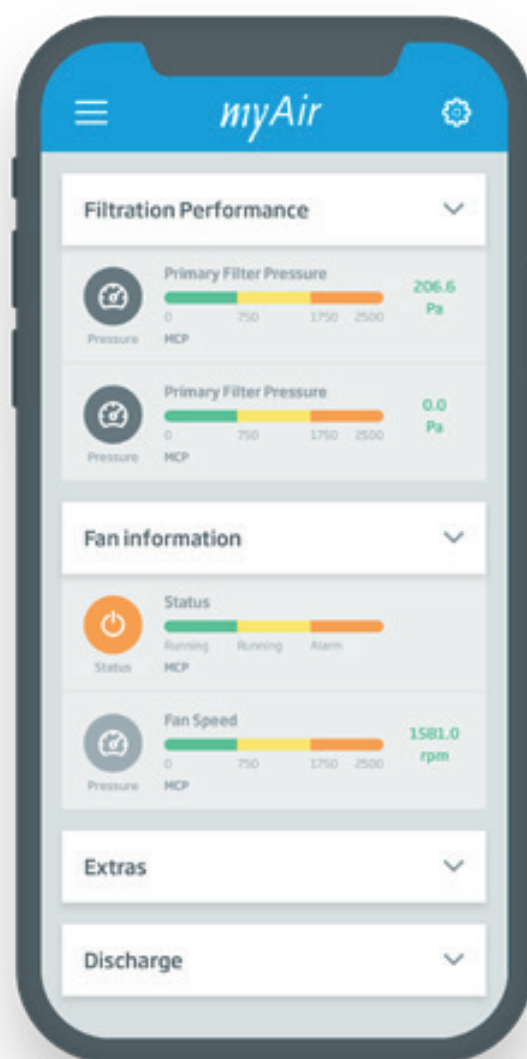 myAir
Filtration Performance
Primary Filter Pressure
206.6
Pa
0 750 1750 2500
Pressure MCP
Primary Filter Pressure
0.0
Pa
0 750 1750 2500
Pressure MCP
Fan information
Status
Running Running Alarm
Status MCP
Fan Speed
1581.0
rpm
0 750 1750 2500
Pressure MCP
Extras
Discharge